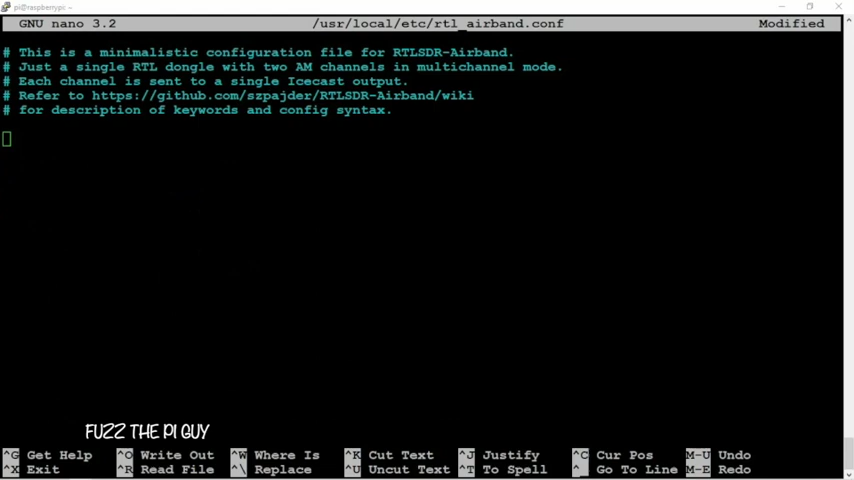 pi@raspberrypi: ~
GNU nano 3.2 /usr/local/etc/rtl_airband.conf Modified
# This is a minimalistic configuration file for RTLSDR-Airband.
# Just a single RTL dongle with two AM channels in multichannel mode.
# Each channel is sent to a single Icecast output.
# Refer to https://github.com/szpajder/RTLSDR-Airband/wiki
# for description of keywords and config syntax.
FUZZ THE PI GUY
^G Get Help ^O Write Out ^W Where Is ^K Cut Text ^J Justify ^C Cur Pos M-U Undo
^X Exit ^R Read File ^\ Replace ^U Uncut Text ^T To Spell ^_ Go To Line M-E Redo